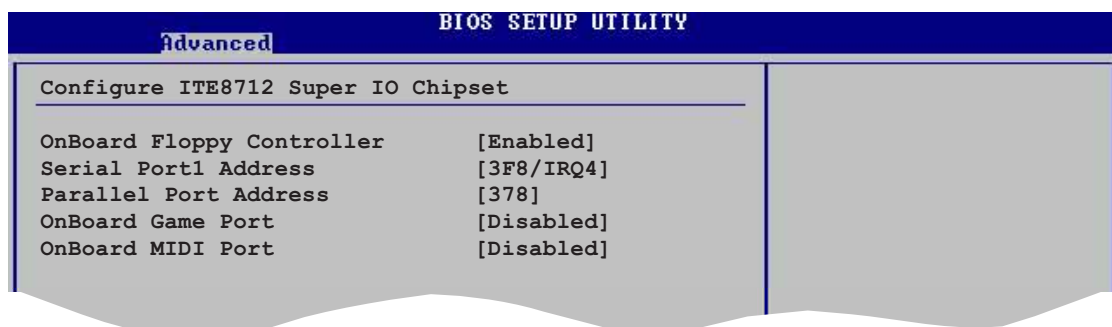 BIOS SETUP UTILITY
Advanced
Configure ITE8712 Super IO Chipset
OnBoard Floppy Controller [Enabled]
Serial Port1 Address [3F8/IRQ4]
Parallel Port Address [378]
OnBoard Game Port [Disabled]
OnBoard MIDI Port [Disabled]